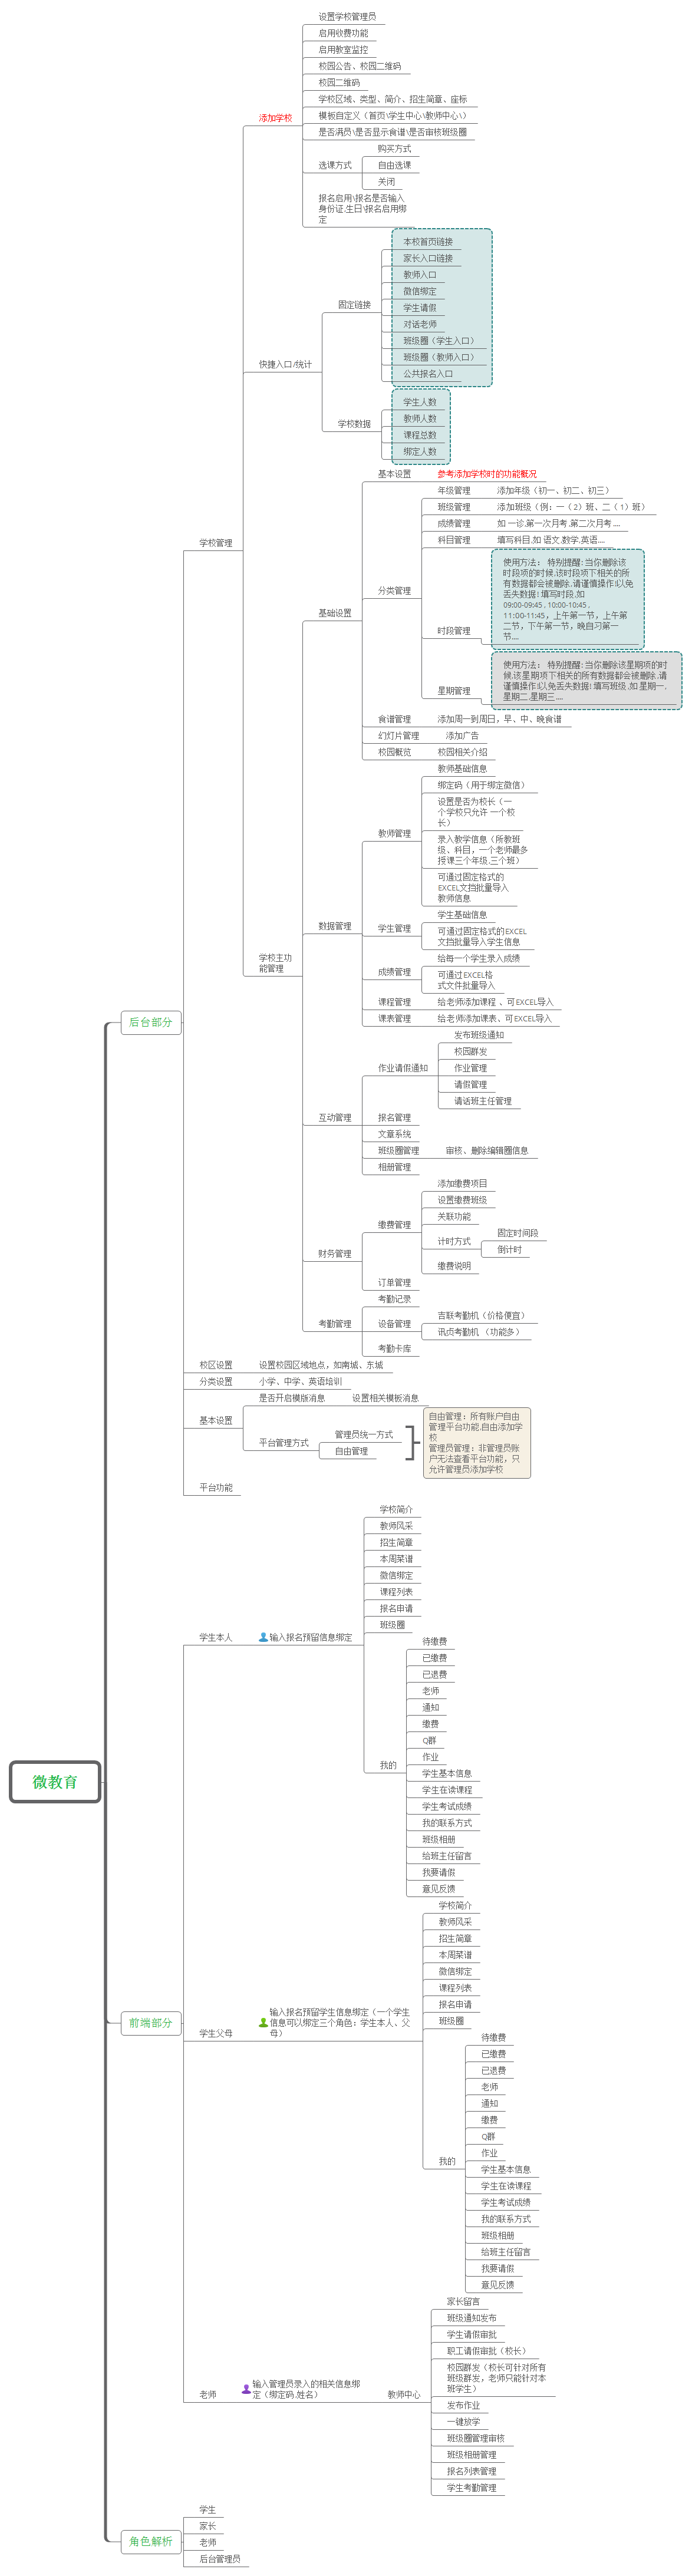 设置学校管理员
启用收费功能
启用教室监控
校园公告、校园二维码
校园二维码
学校区域、类型、简介、招生简章、座标
模板自定义（首页\学生中心\教师中心\）
是否满员\是否显示食谱\是否审核班级圈
添加学校
选课方式
购买方式
自由选课
关闭
报名启用\报名是否输入
身份证,生日\报名启用绑
定
快捷入口/统计
固定链接
本校首页链接
家长入口链接
教师入口
微信绑定
学生请假
对话老师
班级圈（学生入口）
班级圈（教师入口）
公共报名入口
学校数据
学生人数
教师人数
课程总数
绑定人数
学校管理
学校主功
能管理
基础设置
基本设置
参考添加学校时的功能概况
分类管理
年级管理
添加年级（初一、初二、初三）
班级管理
添加班级（例：一（2）班、二（1）班）
成绩管理
如 一诊,第一次月考,第二次月考 ....
科目管理
填写科目,如 语文,数学,英语....
时段管理
使用方法： 特别提醒: 当你删除该
时段项的时候,该时段项下相关的所
有数据都会被删除 ,请谨慎操作!以免
丢失数据! 填写时段,如
09:00-09:45 , 10:00-10:45 ,
11:00-11:45，上午第一节，上午第
二节，下午第一节，晚自习第一
节....
星期管理
使用方法： 特别提醒: 当你删除该星期项的时
候,该星期项下相关的所有数据都会被删除 ,请
谨慎操作!以免丢失数据! 填写班级 ,如 星期一,
星期二,星期三....
食谱管理
添加周一到周日，早、中、晚食谱
幻灯片管理
添加广告
校园概览
校园相关介绍
数据管理
教师管理
教师基础信息
绑定码（用于绑定微信）
设置是否为校长（一
个学校只允许 一个校
长）
录入教学信息（所教班
级、科目，一个老师最多
授课三个年级,三个班）
可通过固定格式的
EXCEL文挡批量导入
教师信息
学生管理
学生基础信息
可通过固定格式的EXCEL
文挡批量导入学生信息
成绩管理
给每一个学生录入成绩
可通过EXCEL格
式文件批量导入
课程管理
给老师添加课程 、可EXCEL导入
课表管理
给老师添加课表、可EXCEL导入
互动管理
作业请假通知
发布班级通知
校园群发
作业管理
请假管理
请话班主任管理
报名管理
文章系统
班级圈管理
审核、删除编辑圈信息
相册管理
财务管理
缴费管理
添加缴费项目
设置缴费班级
关联功能
计时方式
固定时间段
倒计时
缴费说明
订单管理
考勤管理
考勤记录
设备管理
吉联考勤机（价格便宜）
讯贞考勤机 （功能多）
考勤卡库
后台部分
校区设置
设置校园区域地点，如南城、东城
分类设置
小学、中学、英语培训
基本设置
是否开启模版消息
设置相关模板消息
平台管理方式
管理员统一方式
自由管理
自由管理：所有账户自由
管理平台功能,自由添加学
校
管理员管理：非管理员账
户无法查看平台功能，只
允许管理员添加学校
平台功能
微教育
前端部分
学生本人
输入报名预留信息绑定
学校简介
教师风采
招生简章
本周菜谱
微信绑定
课程列表
报名申请
班级圈
我的
待缴费
已缴费
已退费
老师
通知
缴费
Q群
作业
学生基本信息
学生在读课程
学生考试成绩
我的联系方式
班级相册
给班主任留言
我要请假
意见反馈
学生父母
输入报名预留学生信息绑定（一个学生
信息可以绑定三个角色：学生本人、父
母）
学校简介
教师风采
招生简章
本周菜谱
微信绑定
课程列表
报名申请
班级圈
我的
待缴费
已缴费
已退费
老师
通知
缴费
Q群
作业
学生基本信息
学生在读课程
学生考试成绩
我的联系方式
班级相册
给班主任留言
我要请假
意见反馈
老师
输入管理员录入的相关信息绑
定（绑定码,姓名）
教师中心
家长留言
班级通知发布
学生请假审批
职工请假审批（校长）
校园群发（校长可针对所有
班级群发，老师只能针对本
班学生）
发布作业
一键放学
班级圈管理审核
班级相册管理
报名列表管理
学生考勤管理
角色解析
学生
家长
老师
后台管理员